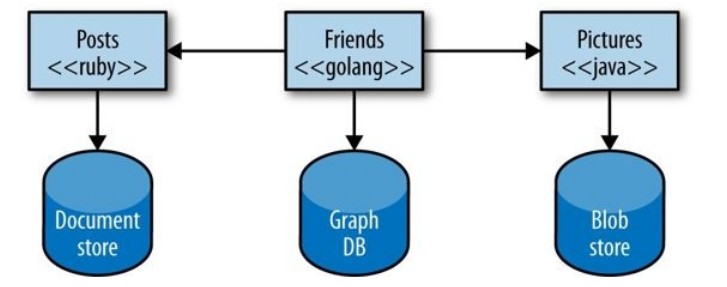 Posts
<<ruby>>
Friends
<<golang>>
Pictures
<<java>>
Document
store
Graph
DB
Blob
store